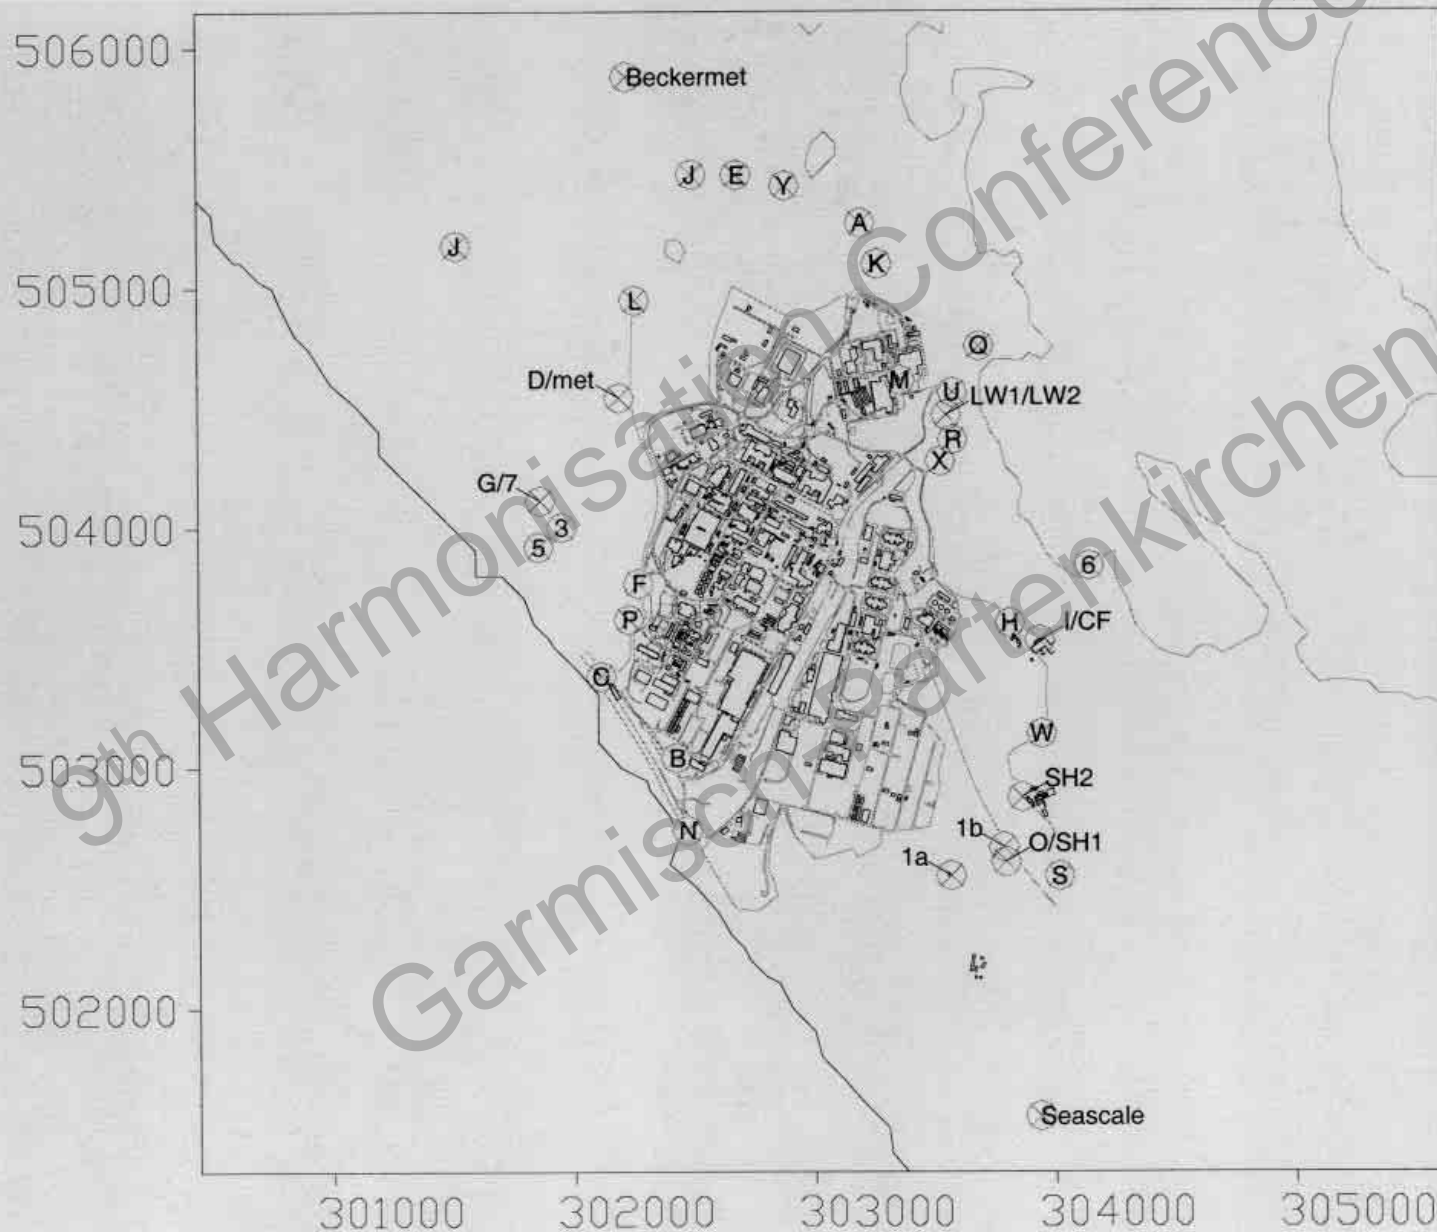 506000
Beckermet
J
E
Y
A
J
K
505000
L
Q
D/met
M
U
LW1/LW2
A
R
X
G/7
3
504000
5
6
F
P
H
I/CF
W
B
503000
SH2
N
1b
O/SH1
1a
S
502000
Seascale
301000
302000
303000
304000
305000
9th Harmonisation Conference
Garmisch-Partenkirchen